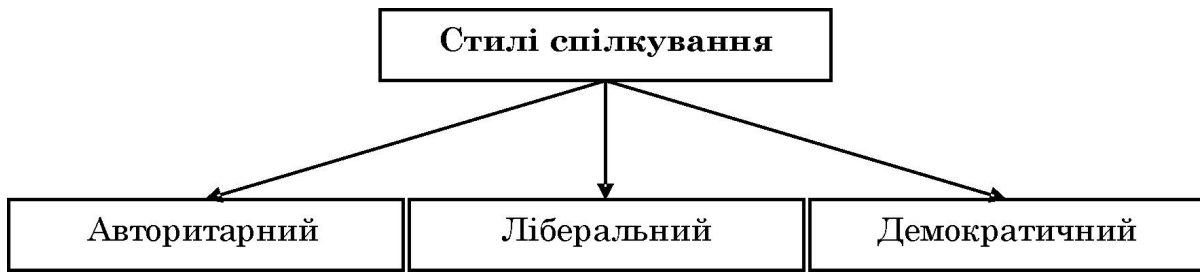 Стилі спілкування
Авторитарний
Ліберальний
Демократичний